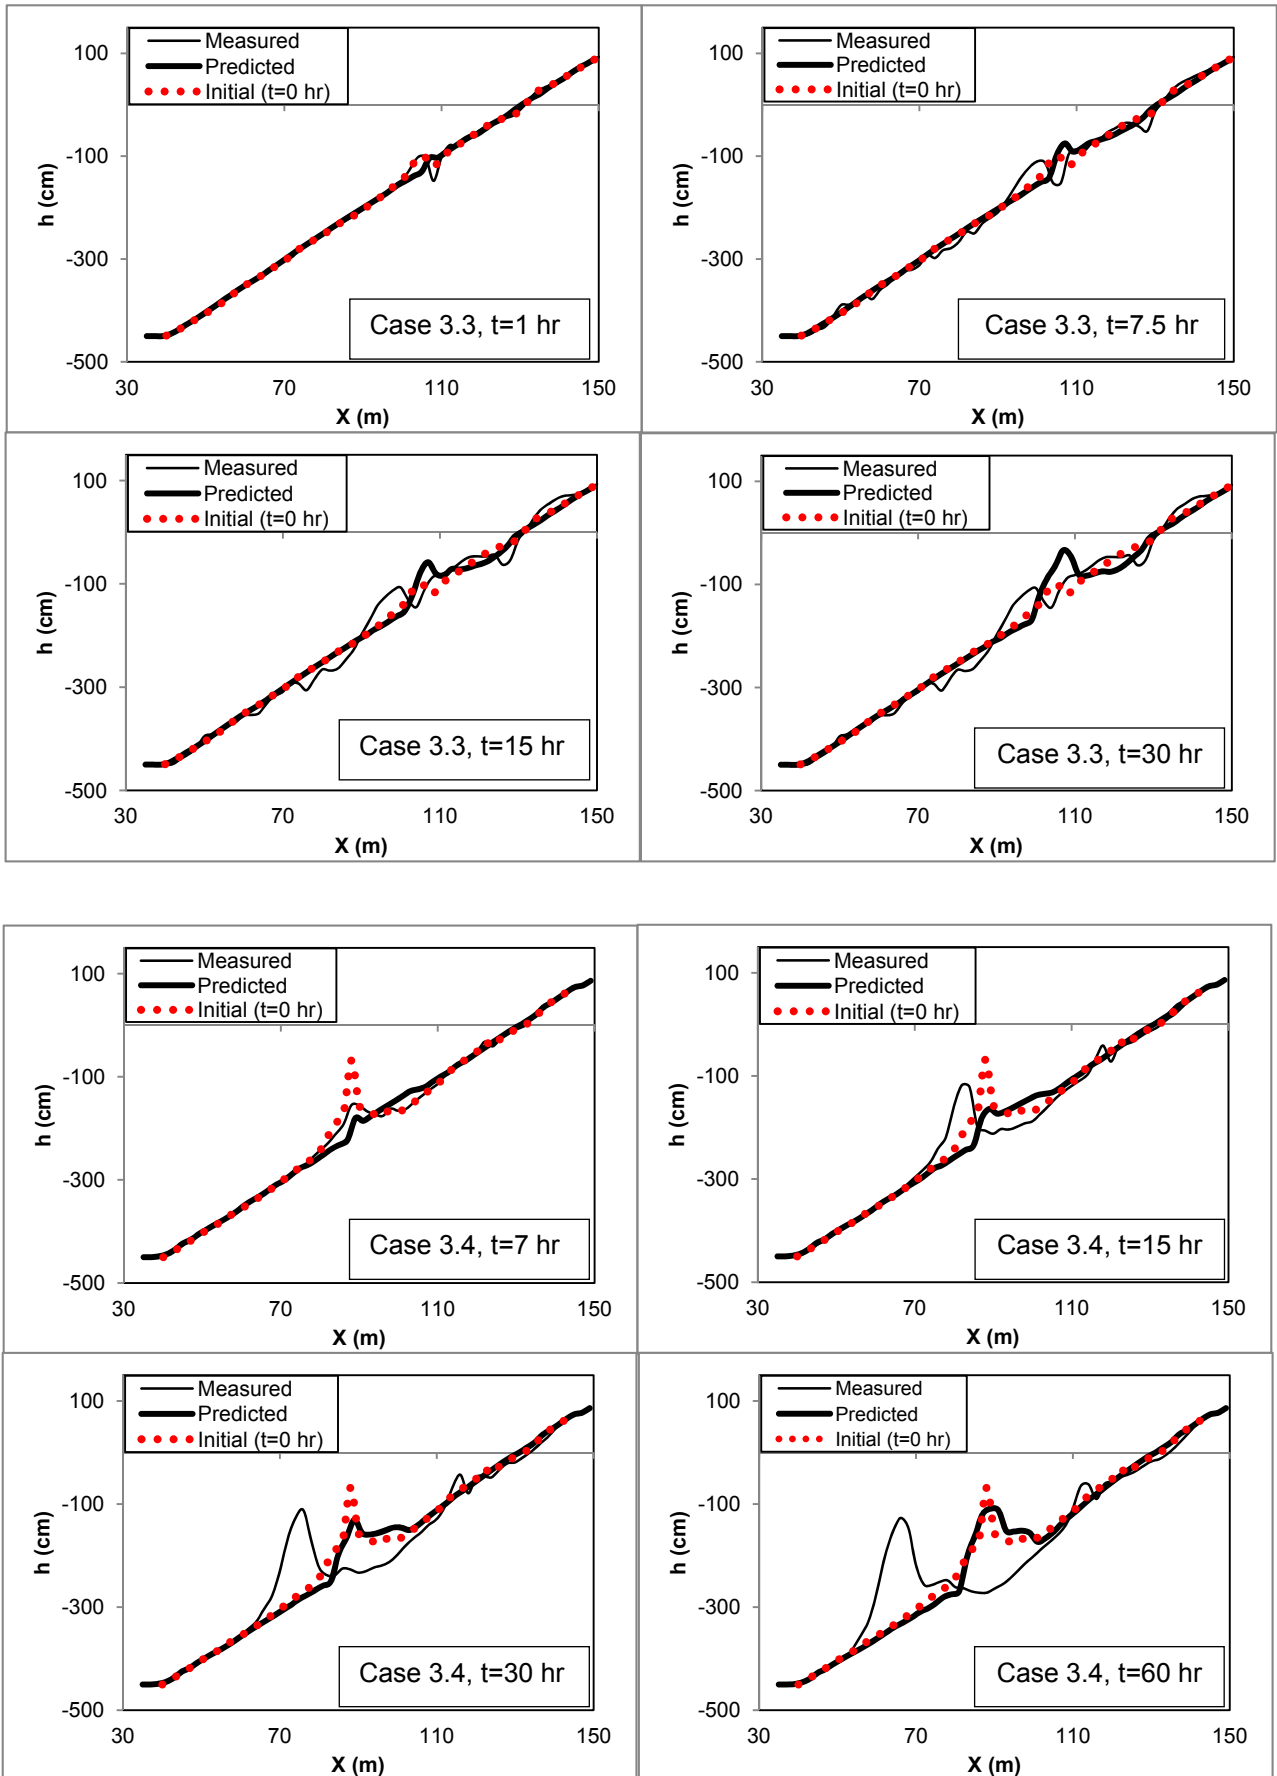 Measured
Predicted
Initial (t=0 hr)
100
-100
-300
-500
h (cm)
30
70
110
150
X (m)
Case 3.3, t=1 hr
Measured
Predicted
Initial (t=0 hr)
100
-100
-300
-500
h (cm)
30
70
110
150
X (m)
Case 3.3, t=7.5 hr
Measured
Predicted
Initial (t=0 hr)
100
-100
-300
-500
h (cm)
30
70
110
150
X (m)
Case 3.3, t=15 hr
Measured
Predicted
Initial (t=0 hr)
100
-100
-300
-500
h (cm)
30
70
110
150
X (m)
Case 3.3, t=30 hr
Measured
Predicted
Initial (t=0 hr)
100
-100
-300
-500
h (cm)
30
70
110
150
X (m)
Case 3.4, t=7 hr
Measured
Predicted
Initial (t=0 hr)
100
-100
-300
-500
h (cm)
30
70
110
150
X (m)
Case 3.4, t=15 hr
Measured
Predicted
Initial (t=0 hr)
100
-100
-300
-500
h (cm)
30
70
110
150
X (m)
Case 3.4, t=30 hr
Measured
Predicted
Initial (t=0 hr)
100
-100
-300
-500
h (cm)
30
70
110
150
X (m)
Case 3.4, t=60 hr